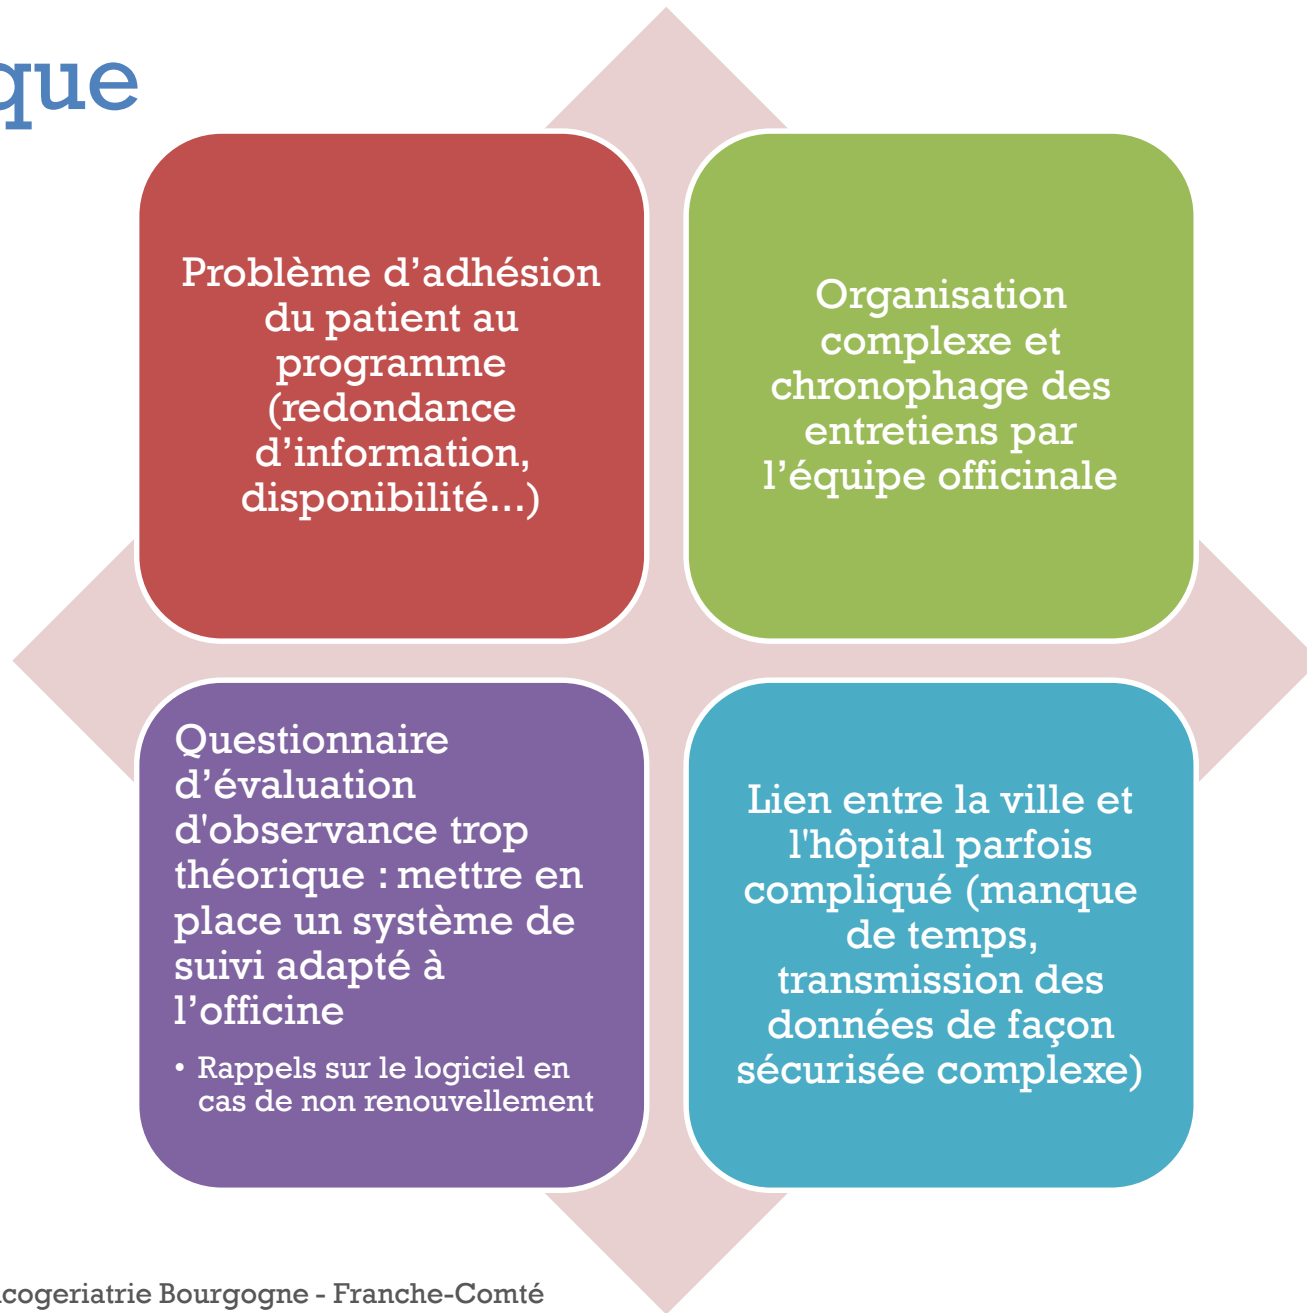 que
Problème d’adhésion
du patient au
programme
(redondance
d’information,
disponibilité…)
Organisation
complexe et
chronophage des
entretiens par
l’équipe officinale
Questionnaire
d’évaluation
d'observance trop
théorique : mettre en
place un système de
suivi adapté à
l’officine
• Rappels sur le logiciel en
cas de non renouvellement
Lien entre la ville et
l'hôpital parfois
compliqué (manque
de temps,
transmission des
données de façon
sécurisée complexe)
cogeriatrie Bourgogne - Franche-Comté